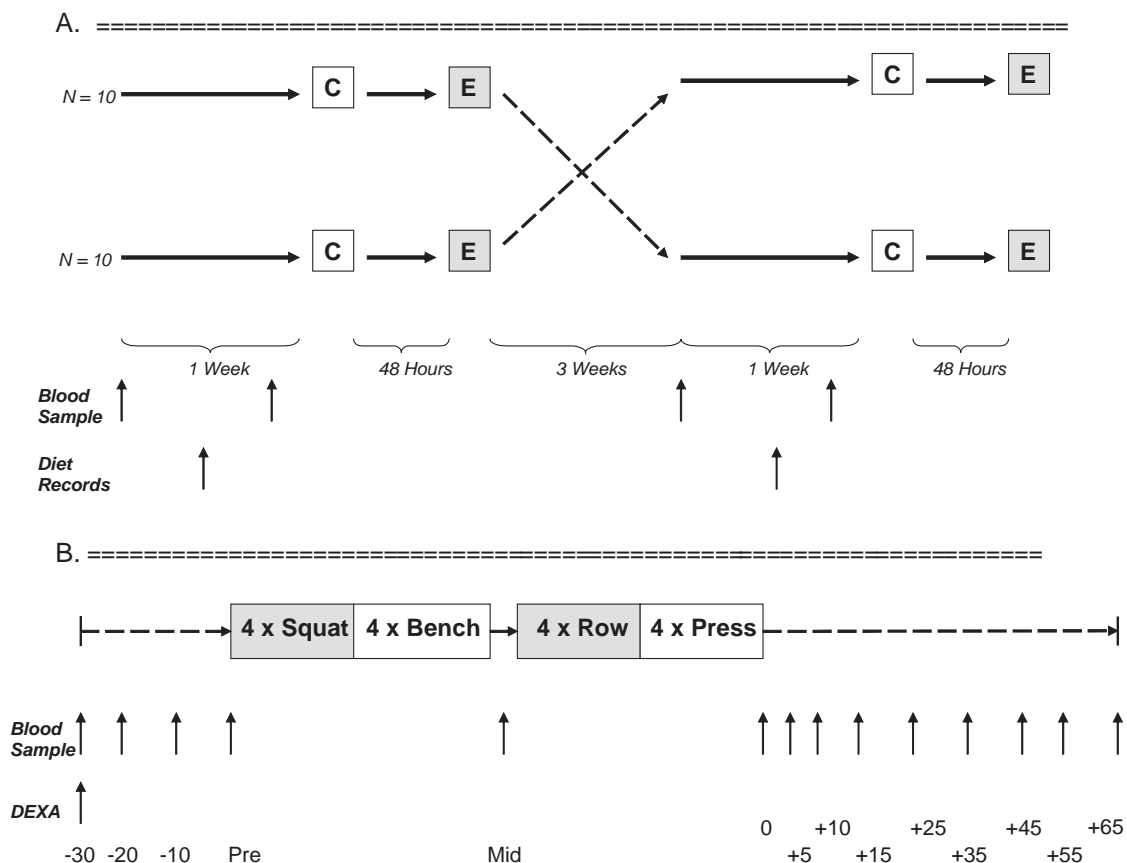 A.
N = 10 C E C E
N = 10 C E C E
1 Week 48 Hours 3 Weeks 1 Week 48 Hours
Blood
Sample
Diet
Records
B.
4 x Squat 4 x Bench 4 x Row 4 x Press
Blood
Sample
DEXA
0 +10 +25 +45 +65
-30 -20 -10 Pre Mid +5 +15 +35 +55